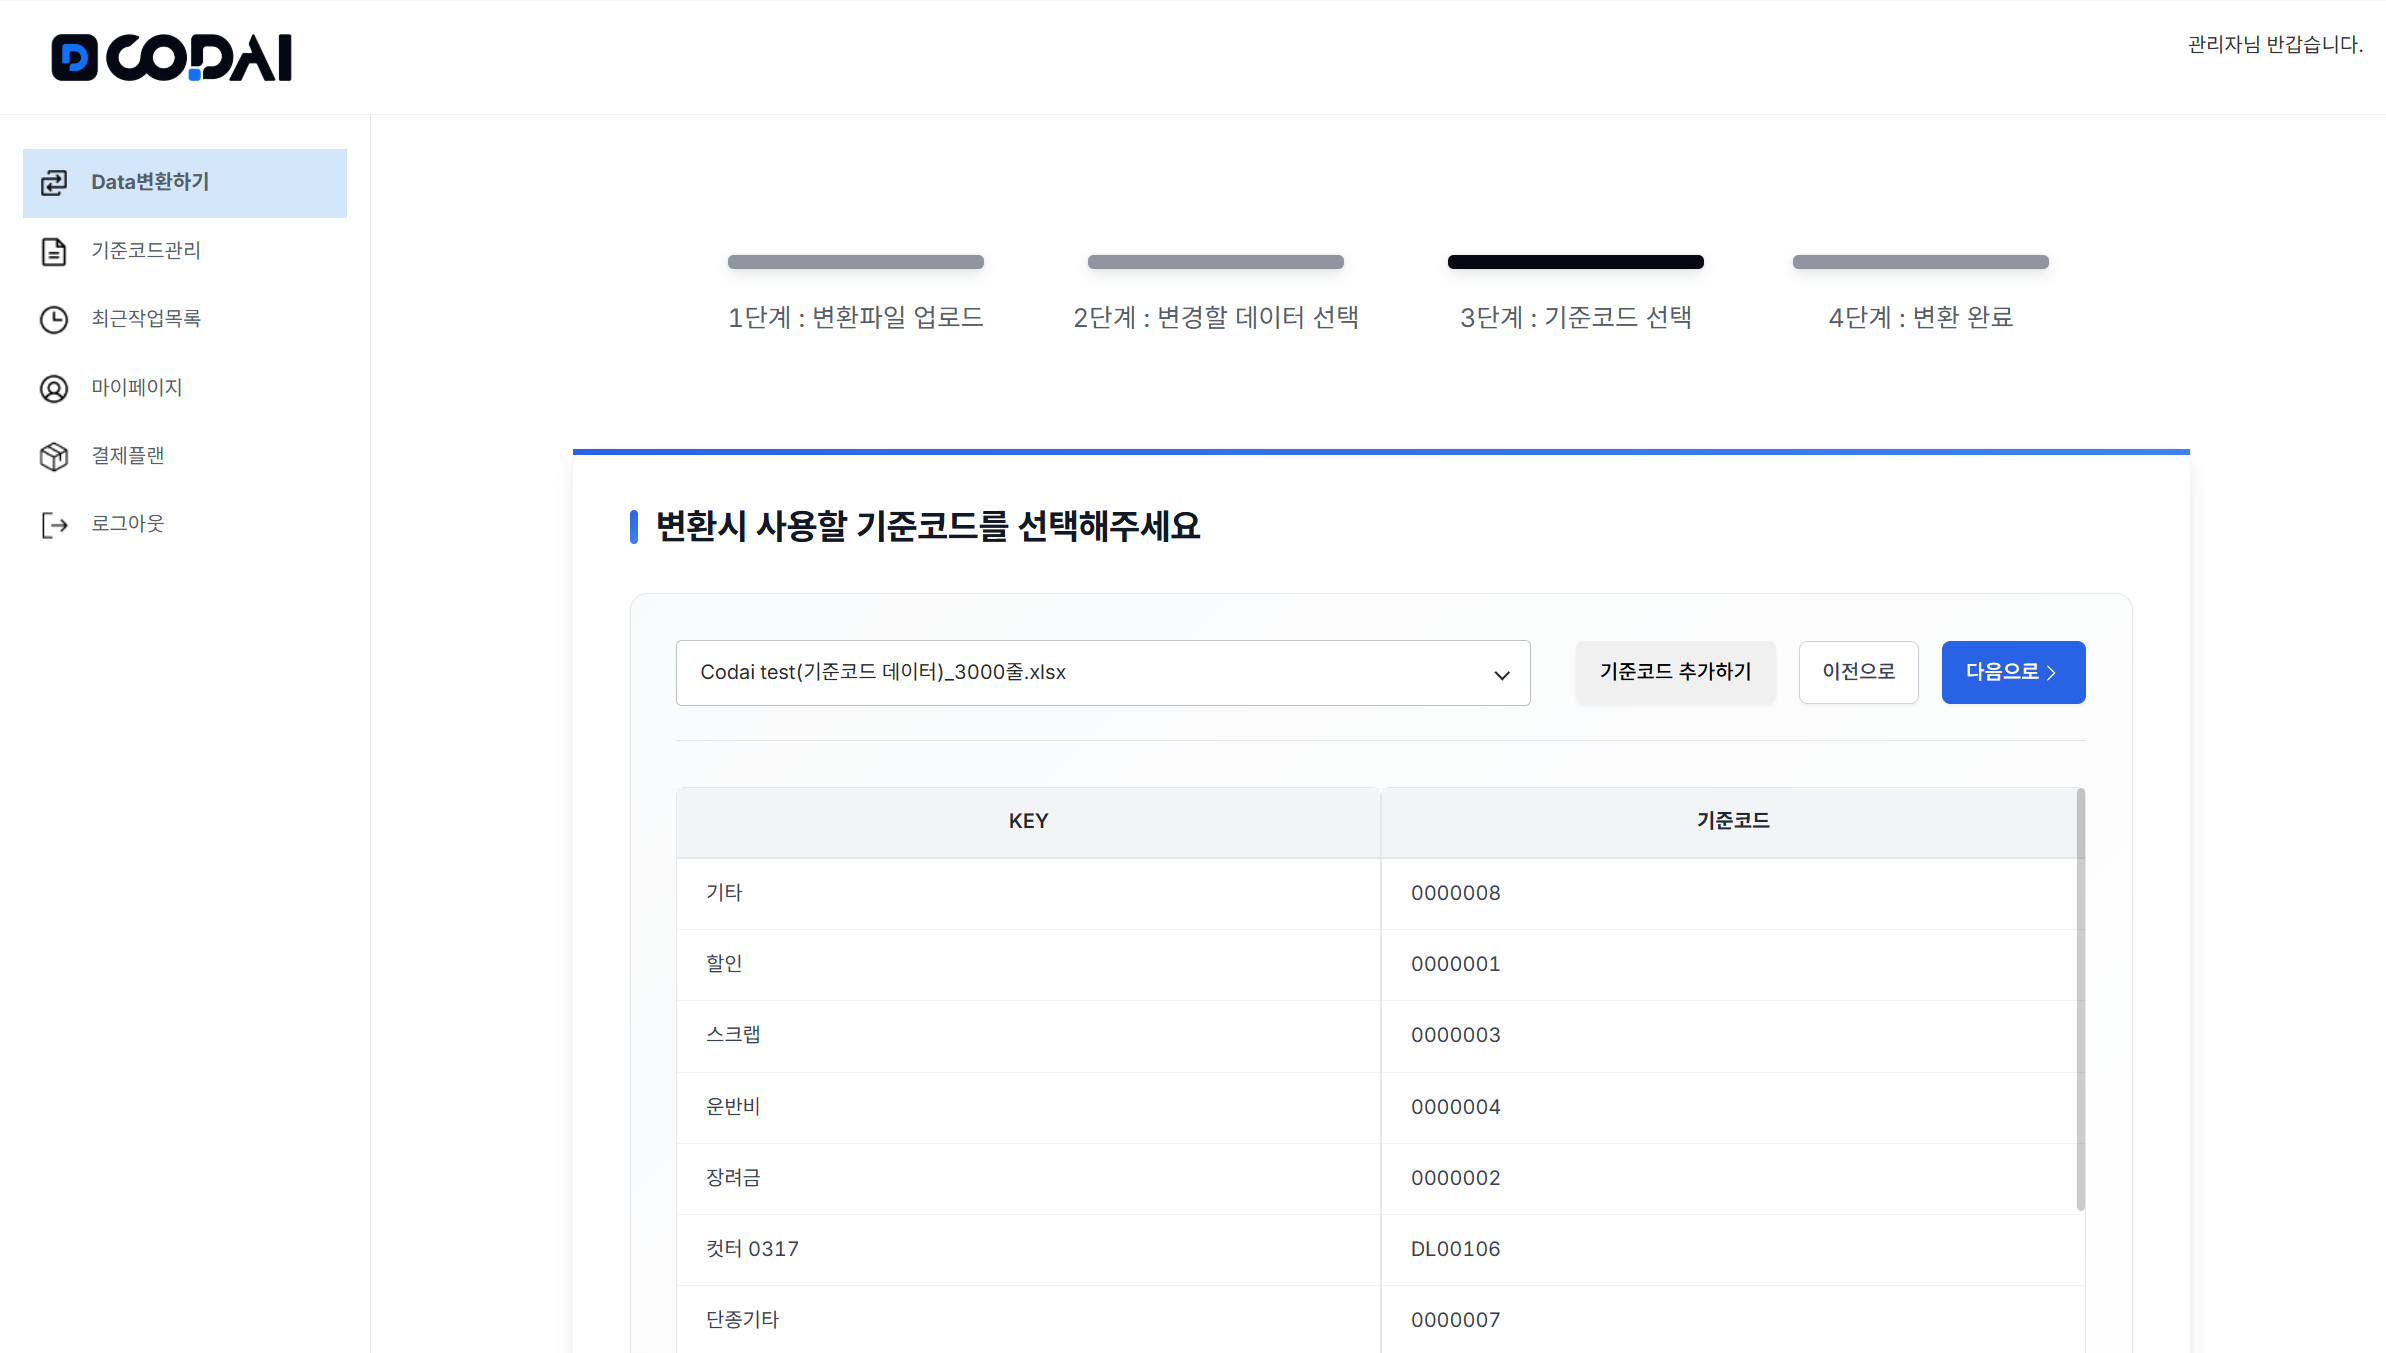 CODAI
관리자님 반갑습니다.
Data변환하기
기준코드관리
최근작업목록
마이페이지
결제플랜
로그아웃
1단계 : 변환파일 업로드
2단계 : 변경할 데이터 선택
3단계 : 기준코드 선택
4단계 : 변환 완료
변환시 사용할 기준코드를 선택해주세요
Codai test(기준코드 데이터)_3000줄.xlsx
기준코드 추가하기
이전으로
다음으로 >
KEY 기준코드
기타 0000008
할인 0000001
스크랩 0000003
운반비 0000004
장려금 0000002
컷터 0317 DL00106
단종기타 0000007